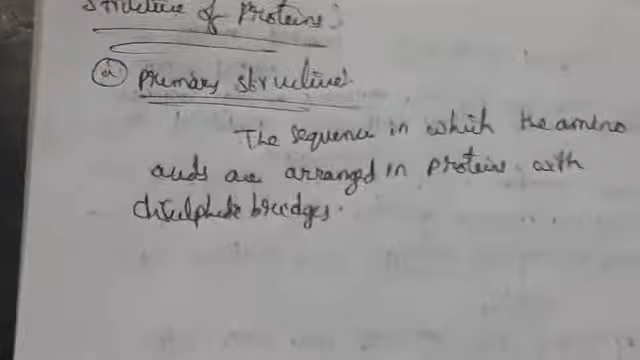 Structure of Proteins:
(a) Primary structure:
The sequence in which the amino
acids are arranged in proteins with
disulphide bridges.